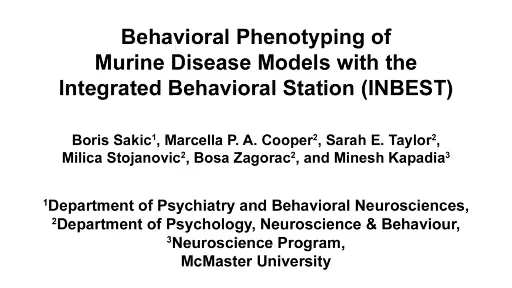 Behavioral Phenotyping of
Murine Disease Models with the
Integrated Behavioral Station (INBEST)
Boris Sakic¹, Marcella P. A. Cooper², Sarah E. Taylor²,
Milica Stojanovic², Bosa Zagorac², and Minesh Kapadia³
¹Department of Psychiatry and Behavioral Neurosciences,
²Department of Psychology, Neuroscience & Behaviour,
³Neuroscience Program,
McMaster University